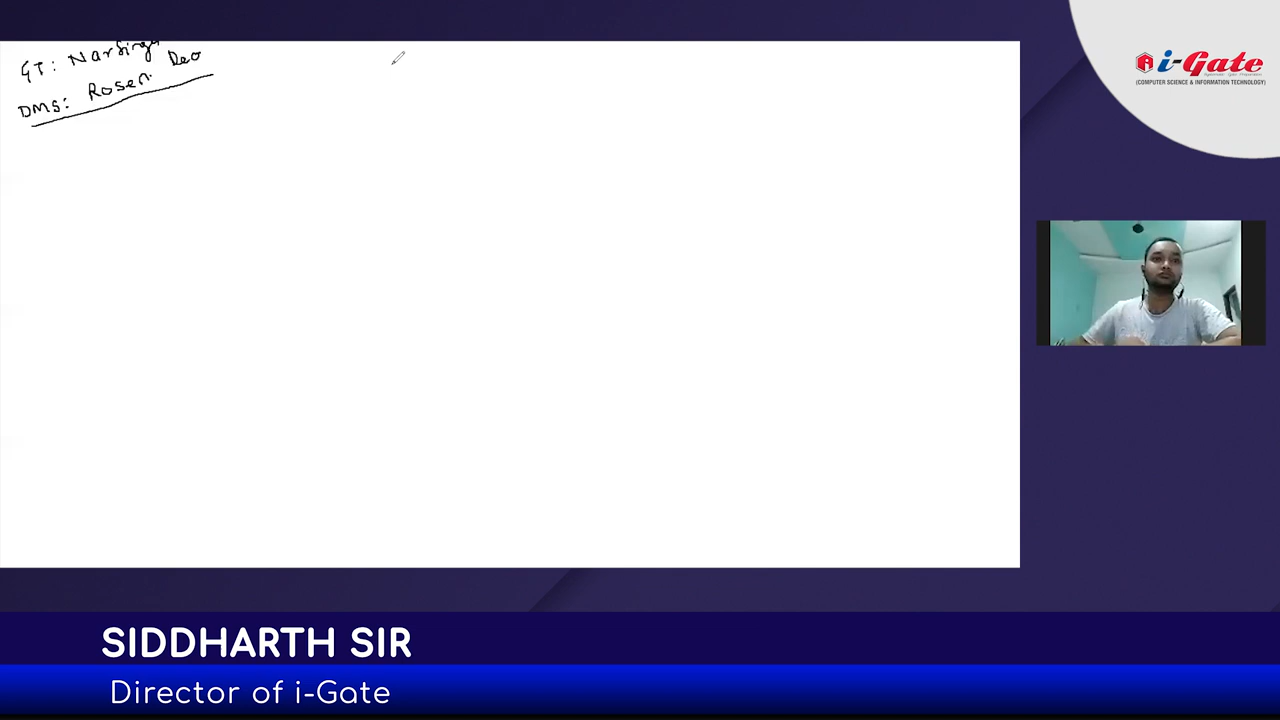 GT: Narsingh Deo
DMS: Rosen.
i-Gate
(COMPUTER SCIENCE & INFORMATION TECHNOLOGY)
SIDDHARTH SIR
Director of i-Gate